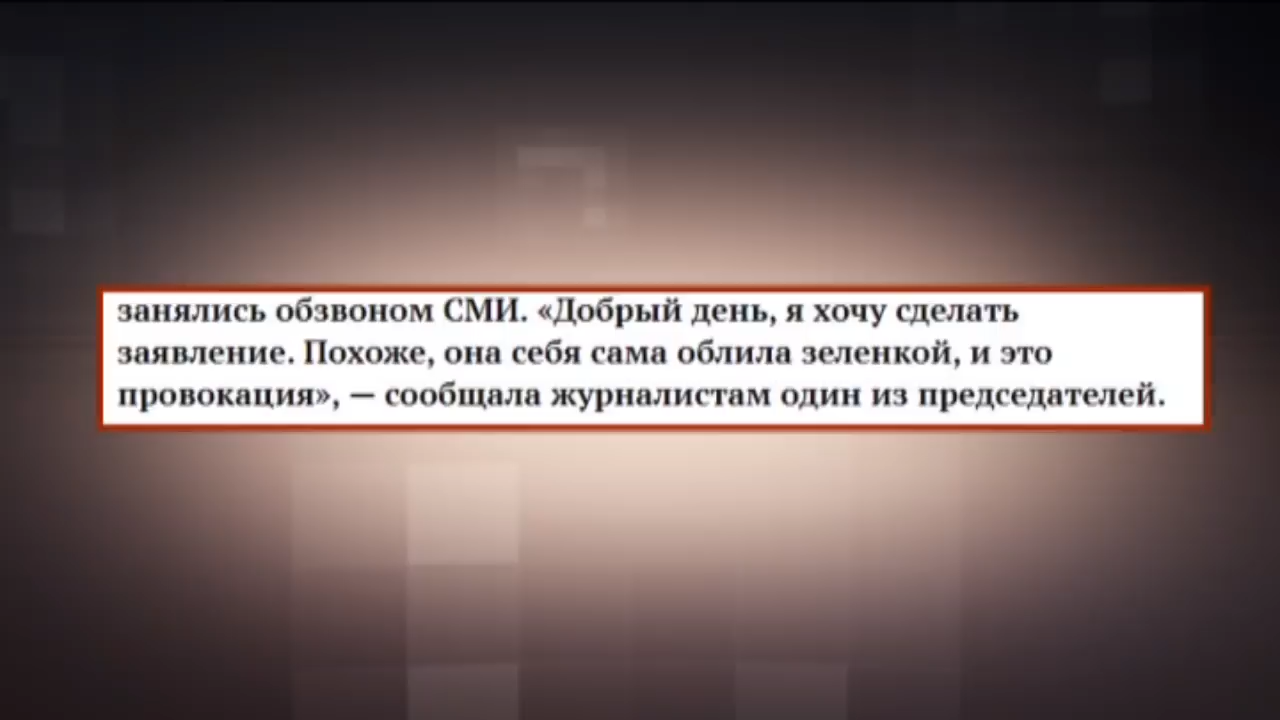 занялись обзвоном СМИ. «Добрый день, я хочу сделать
заявление. Похоже, она себя сама облила зеленкой, и это
провокация», — сообщала журналистам один из председателей.